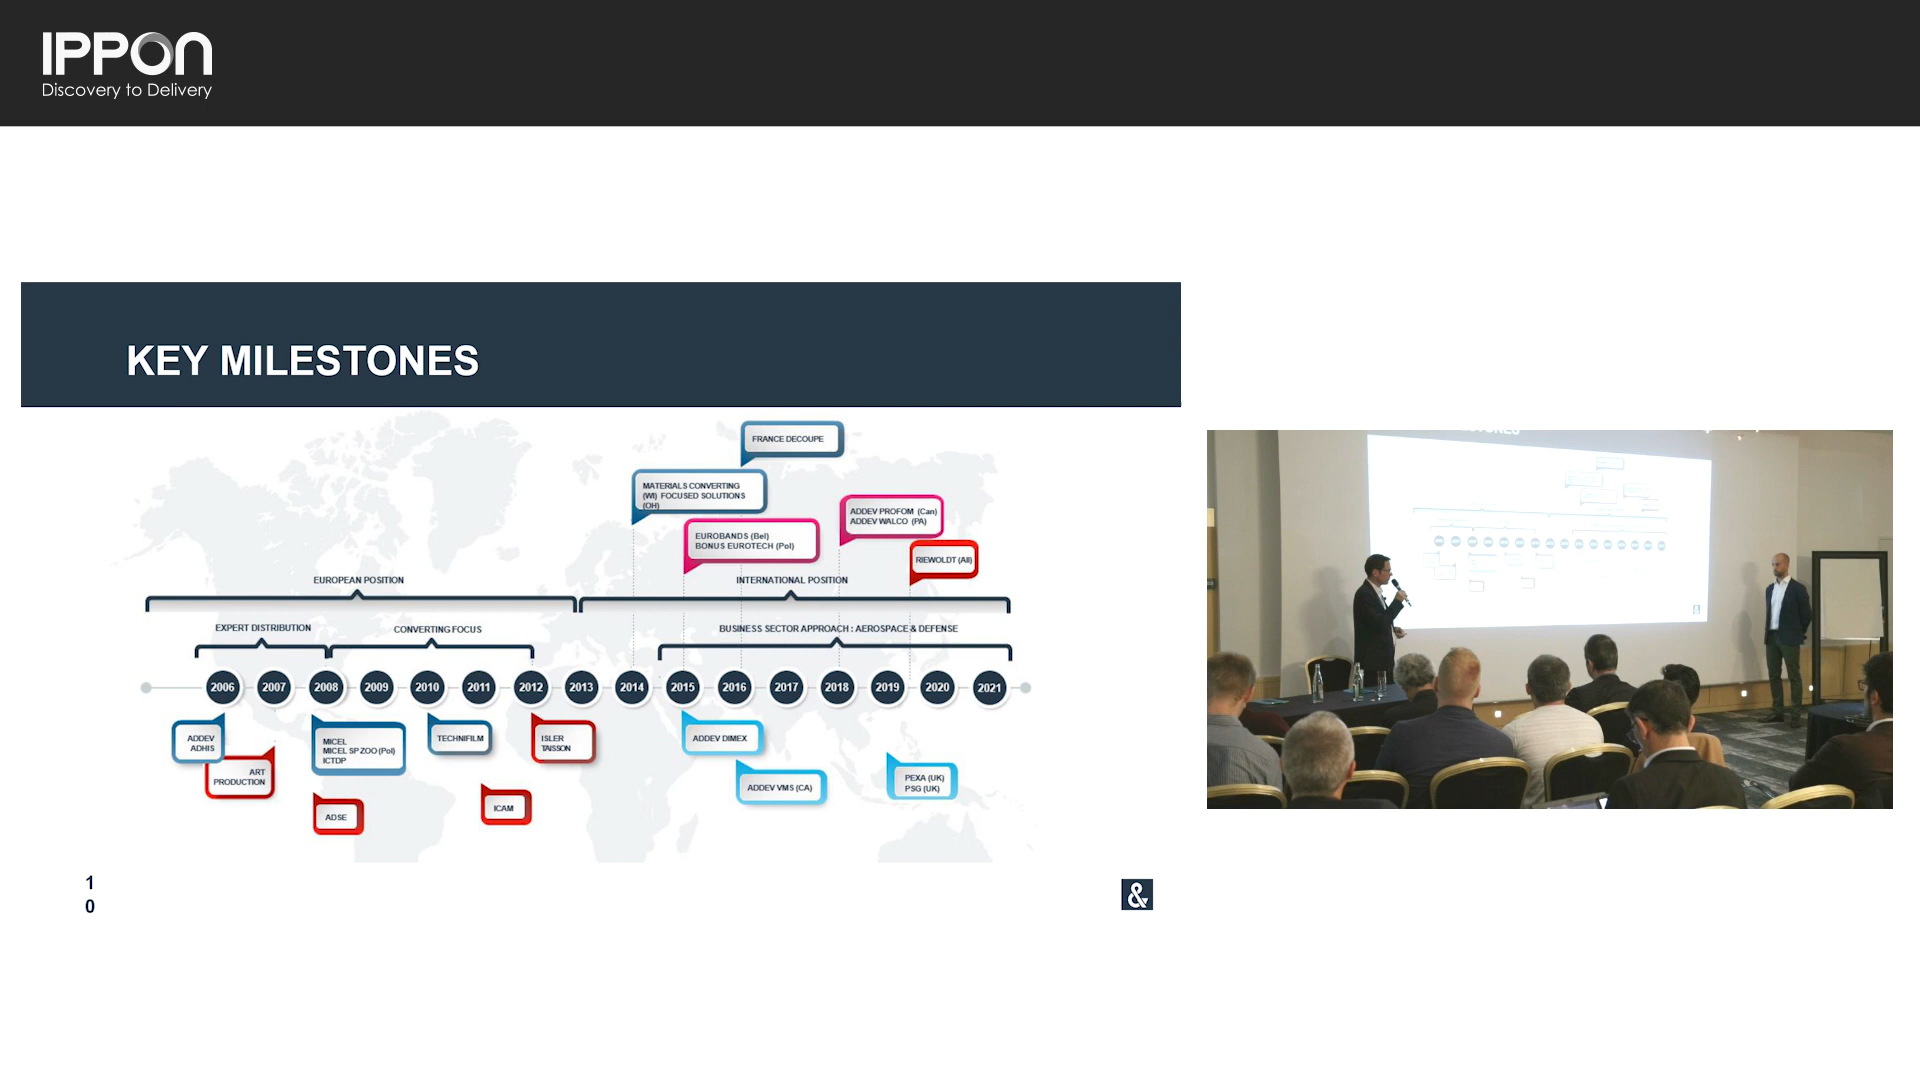 IPPON
Discovery to Delivery
KEY MILESTONES
FRANCE DECOUPE
MATERIALS CONVERTING
(WI) FOCUSED SOLUTIONS
(OH)
ADDEV PROFOM (Can)
ADDEV WALCO (PA)
EUROBANDS (Bel)
BONUS EUROTECH (Pol)
RIEWOLDT (All)
EUROPEAN POSITION
INTERNATIONAL POSITION
EXPERT DISTRIBUTION
CONVERTING FOCUS
BUSINESS SECTOR APPROACH : AEROSPACE & DEFENSE
2006 2007 2008 2009 2010 2011 2012 2013 2014 2015 2016 2017 2018 2019 2020 2021
ADDEV
ADHIS
MICEL
MICEL SP ZOO (Pol)
ICTDP
TECHNIFILM
ISLER
TAISSON
ADDEV DIMEX
ART
PRODUCTION
ADDEV VMS (CA)
PEXA (UK)
PSG (UK)
ADSE
ICAM
1
0
&